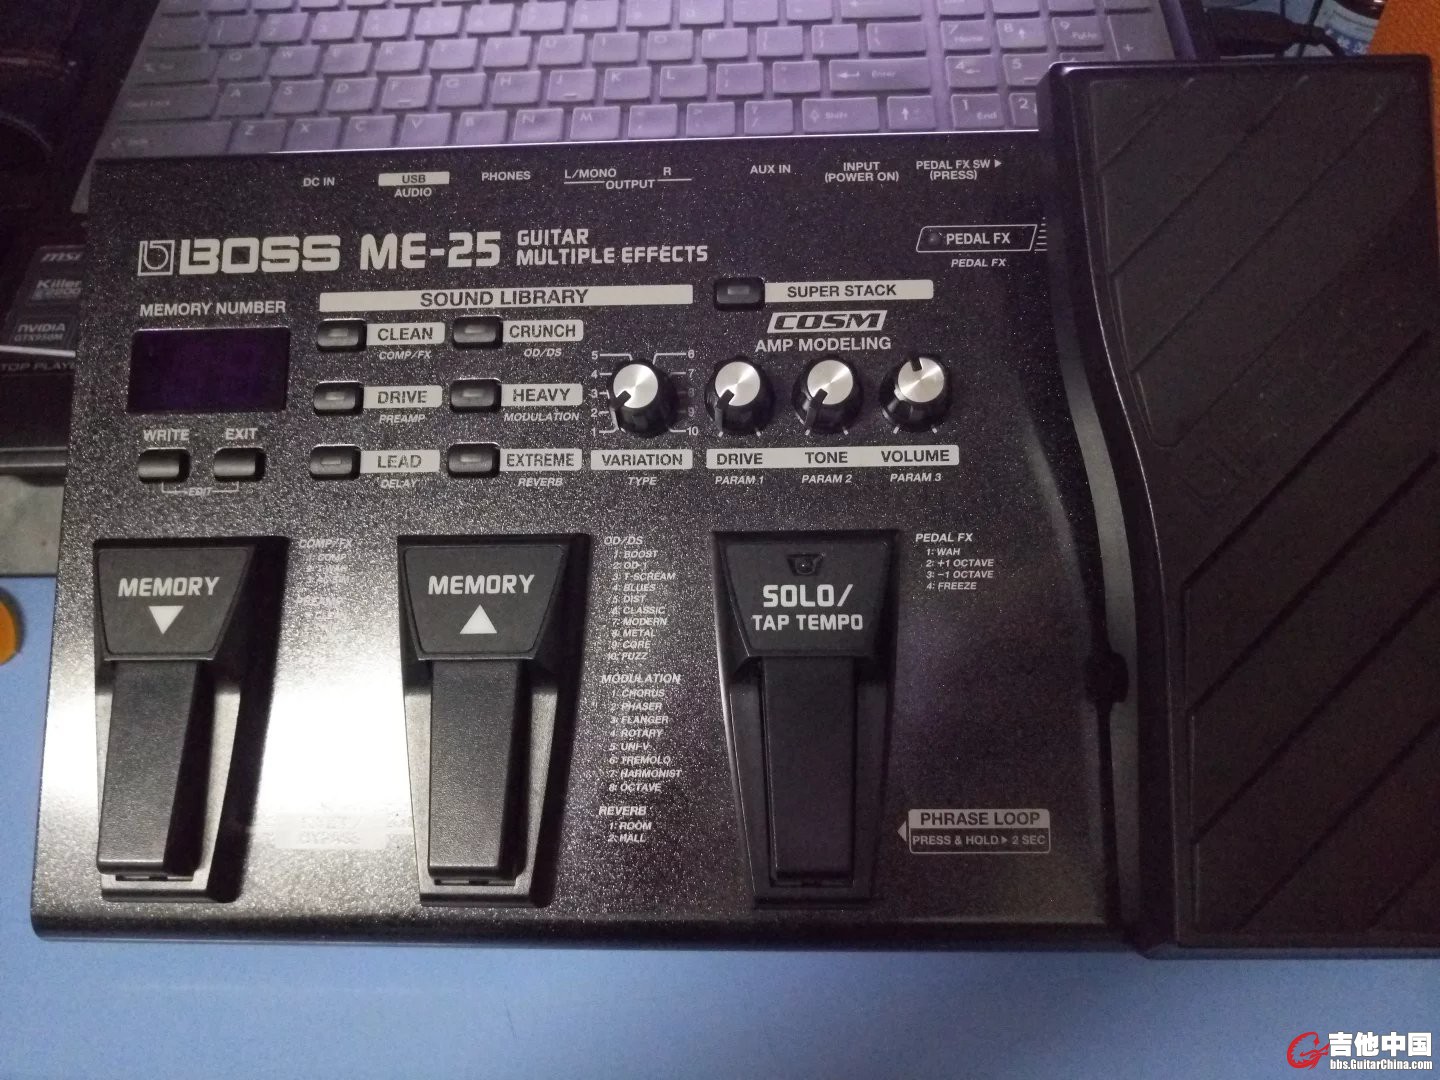 DC IN
USB
AUDIO
PHONES
L/MONO
R
OUTPUT
AUX IN
INPUT
(POWER ON)
PEDAL FX SW ▶
(PRESS)
BOSS ME-25
GUITAR
MULTIPLE EFFECTS
PEDAL FX
PEDAL FX
MEMORY NUMBER
SOUND LIBRARY
SUPER STACK
COSM
AMP MODELING
CLEAN
COMP/FX
CRUNCH
OD/DS
DRIVE
PREAMP
HEAVY
MODULATION
WRITE
EXIT
EDIT
LEAD
DELAY
EXTREME
REVERB
5
6
4
7
3
2
9
1
10
VARIATION
TYPE
DRIVE
PARAM 1
TONE
PARAM 2
VOLUME
PARAM 3
MEMORY
▼
COMP/FX
MEMORY
▲
OD/DS
1: BOOST
2: OD-1
3: T-SCREAM
4: BLUES
5: DIST
6: CLASSIC
7: MODERN
8: METAL
9: CORE
10: FUZZ
MODULATION
1: CHORUS
2: PHASER
3: FLANGER
4: ROTARY
5: UNI-V
6: TREMOLO
7: HARMONIST
8: OCTAVE
REVERB
1: ROOM
2: HALL
SOLO/
TAP TEMPO
PEDAL FX
1: WAH
2: +1 OCTAVE
3: -1 OCTAVE
4: FREEZE
PHRASE LOOP
PRESS & HOLD ▶ 2 SEC
msi
Killer
NVIDIA
吉他中国
bbs.GuitarChina.com